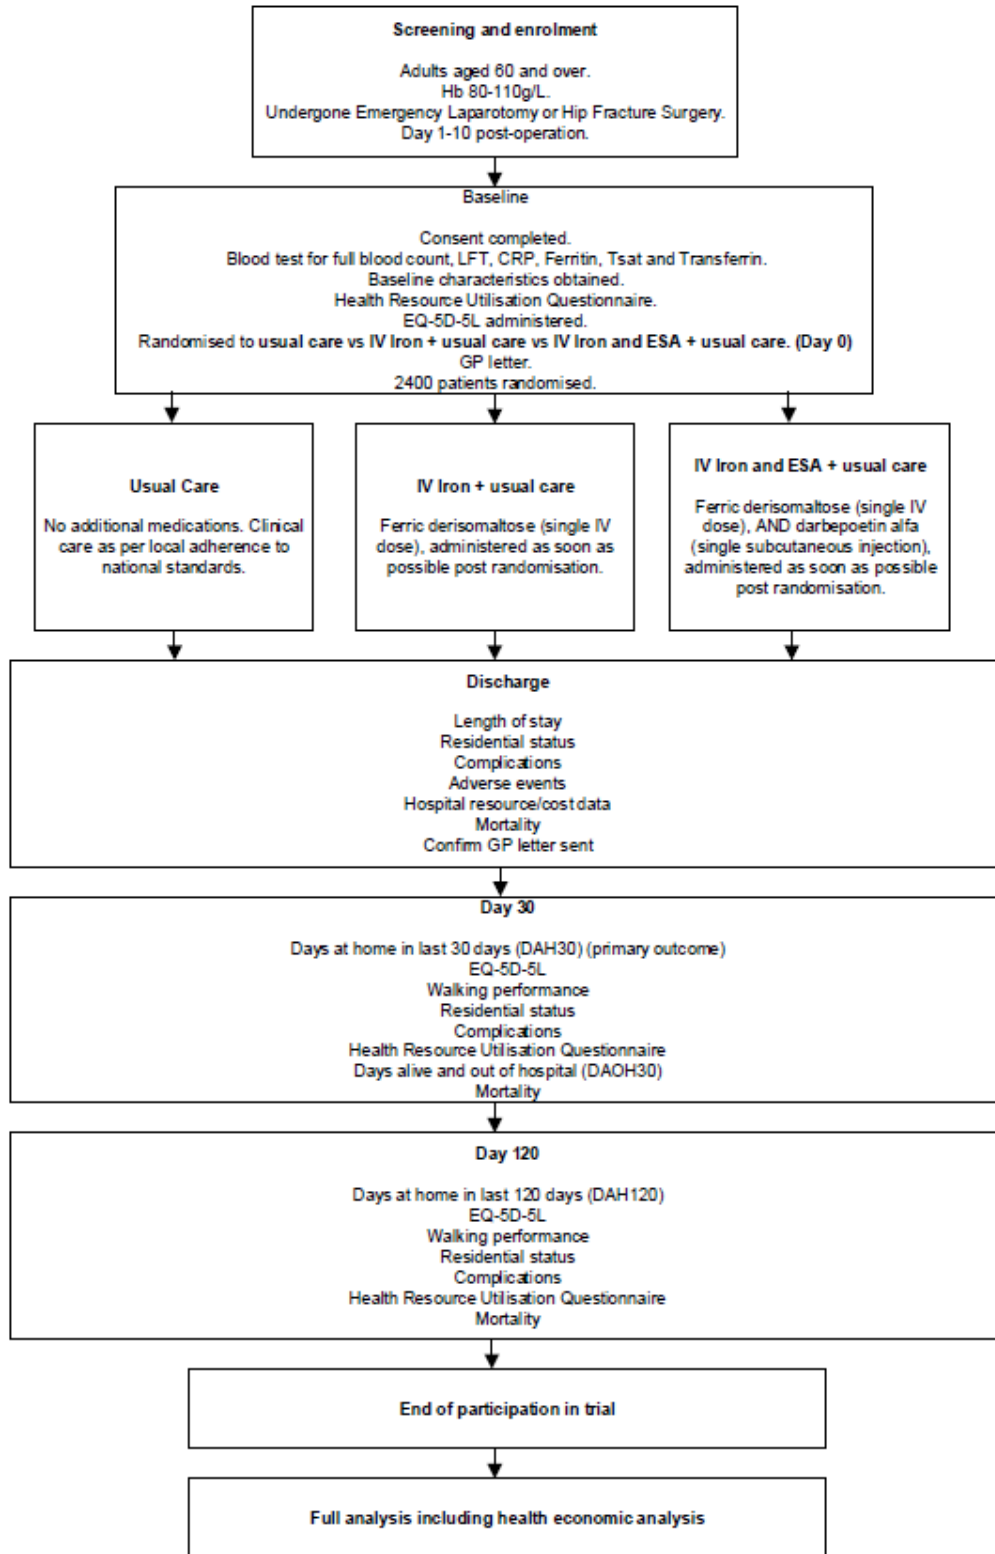 Screening and enrolment
Adults aged 60 and over.
Hb 80-110g/L.
Undergone Emergency Laparotomy or Hip Fracture Surgery.
Day 1-10 post-operation.
Baseline
Consent completed.
Blood test for full blood count, LFT, CRP, Ferritin, Tsat and Transferrin.
Baseline characteristics obtained.
Health Resource Utilisation Questionnaire.
EQ-5D-5L administered.
Randomised to usual care vs IV Iron + usual care vs IV Iron and ESA + usual care. (Day 0)
GP letter.
2400 patients randomised.
Usual Care
No additional medications. Clinical
care as per local adherence to
national standards.
IV Iron + usual care
Ferric derisomaltose (single IV
dose), administered as soon as
possible post randomisation.
IV Iron and ESA + usual care
Ferric derisomaltose (single IV
dose), AND darbepoetin alfa
(single subcutaneous injection),
administered as soon as possible
post randomisation.
Discharge
Length of stay
Residential status
Complications
Adverse events
Hospital resource/cost data
Mortality
Confirm GP letter sent
Day 30
Days at home in last 30 days (DAH30) (primary outcome)
EQ-5D-5L
Walking performance
Residential status
Complications
Health Resource Utilisation Questionnaire
Days alive and out of hospital (DAOH30)
Mortality
Day 120
Days at home in last 120 days (DAH120)
EQ-5D-5L
Walking performance
Residential status
Complications
Health Resource Utilisation Questionnaire
Mortality
End of participation in trial
Full analysis including health economic analysis